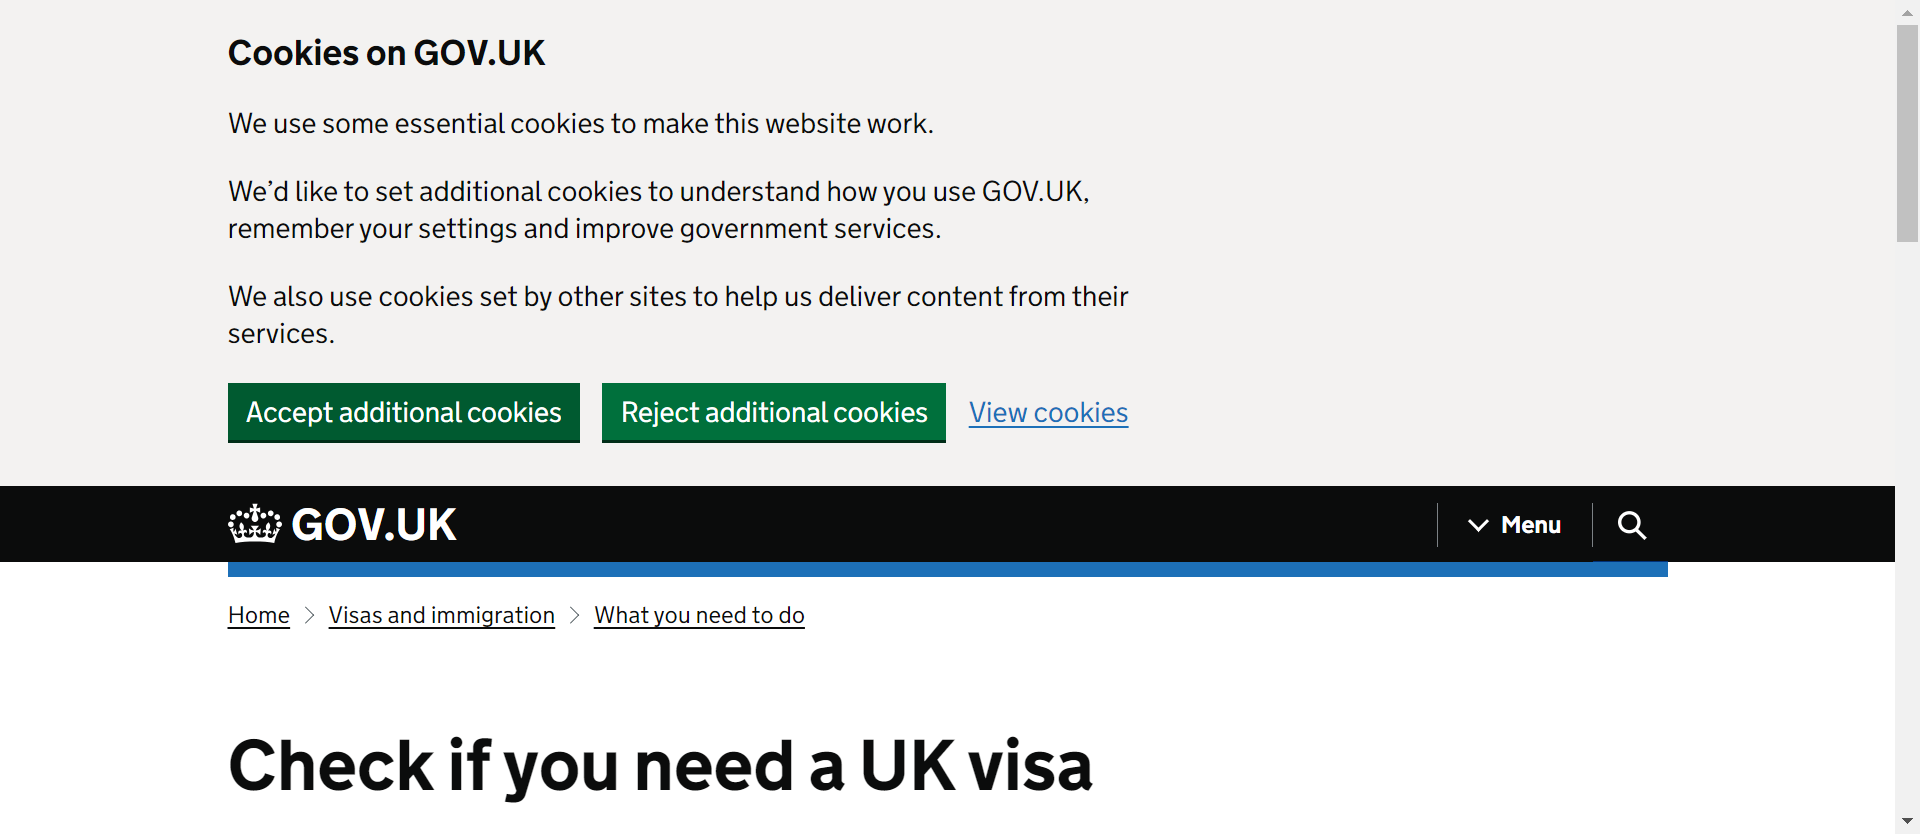 Cookies on GOV.UK
We use some essential cookies to make this website work.
We’d like to set additional cookies to understand how you use GOV.UK,
remember your settings and improve government services.
We also use cookies set by other sites to help us deliver content from their
services.
Accept additional cookies
Reject additional cookies
View cookies
GOV.UK
Menu
Home
Visas and immigration
What you need to do
Check if you need a UK visa